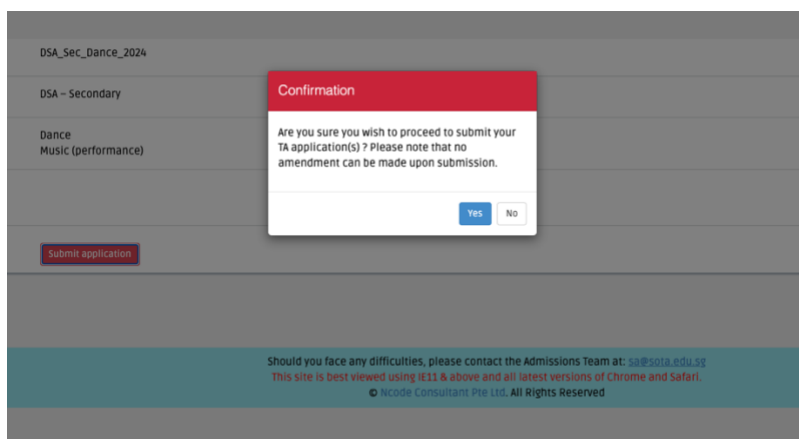 DSA_Sec_Dance_2024
DSA – Secondary
Dance
Music (performance)
Confirmation
Are you sure you wish to proceed to submit your
TA application(s) ? Please note that no
amendment can be made upon submission.
Yes No
Submit application
Should you face any difficulties, please contact the Admissions Team at: sa@sota.edu.sg
This site is best viewed using IE11 & above and all latest versions of Chrome and Safari.
© Ncode Consultant Pte Ltd. All Rights Reserved